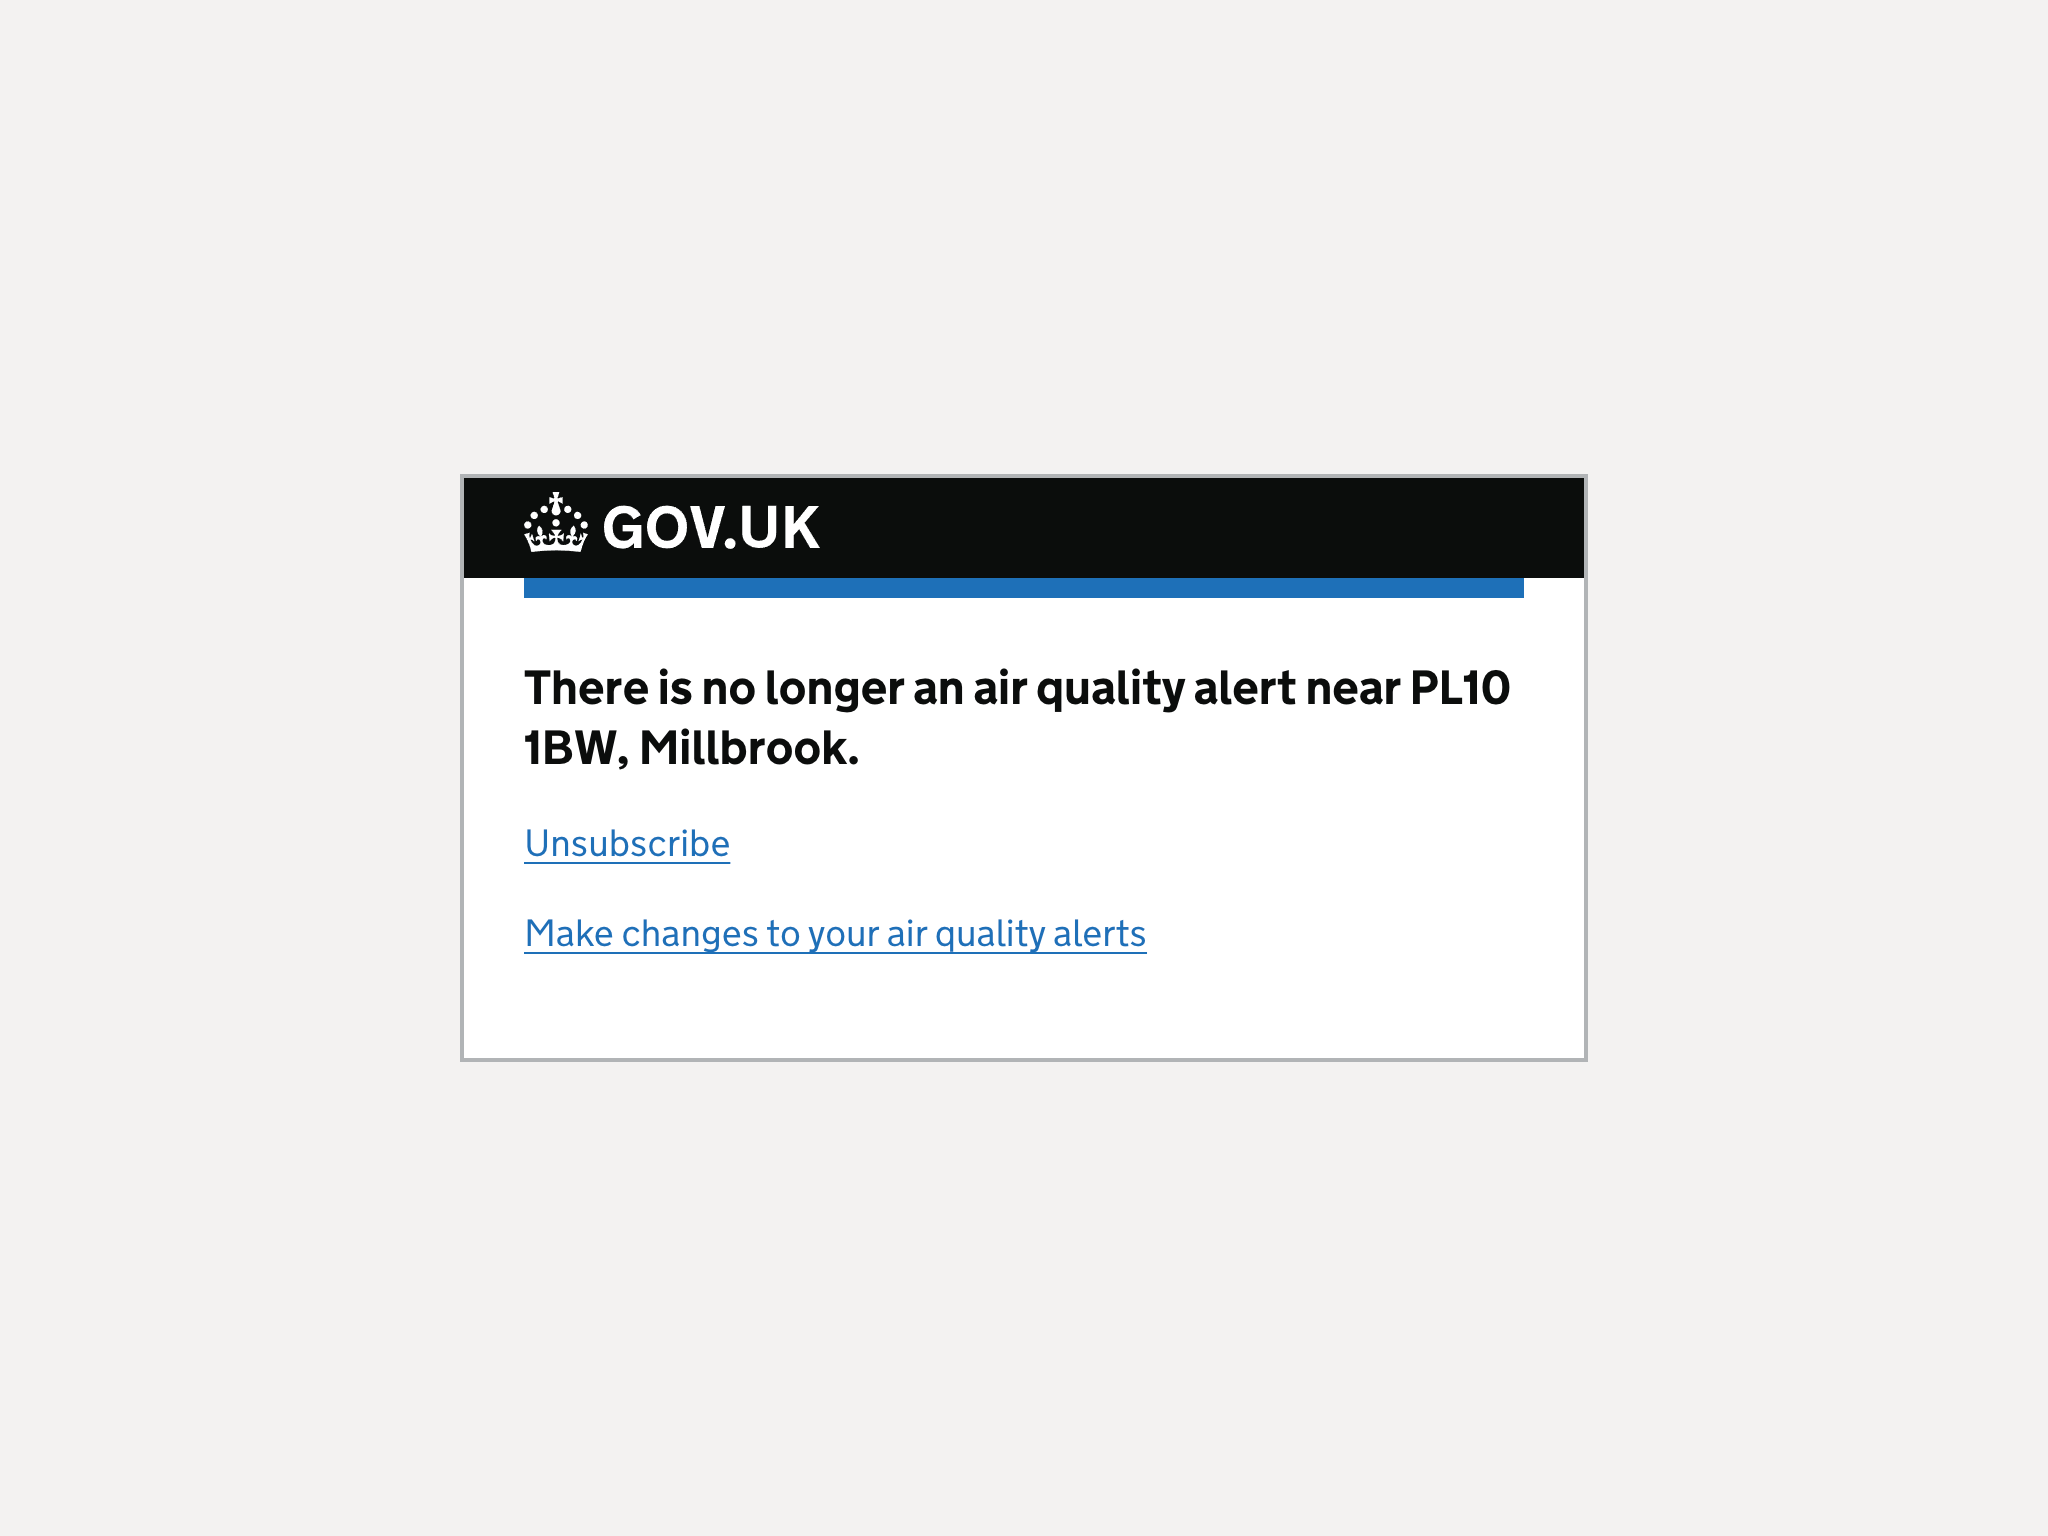 GOV.UK
There is no longer an air quality alert near PL10
1BW, Millbrook.
Unsubscribe
Make changes to your air quality alerts